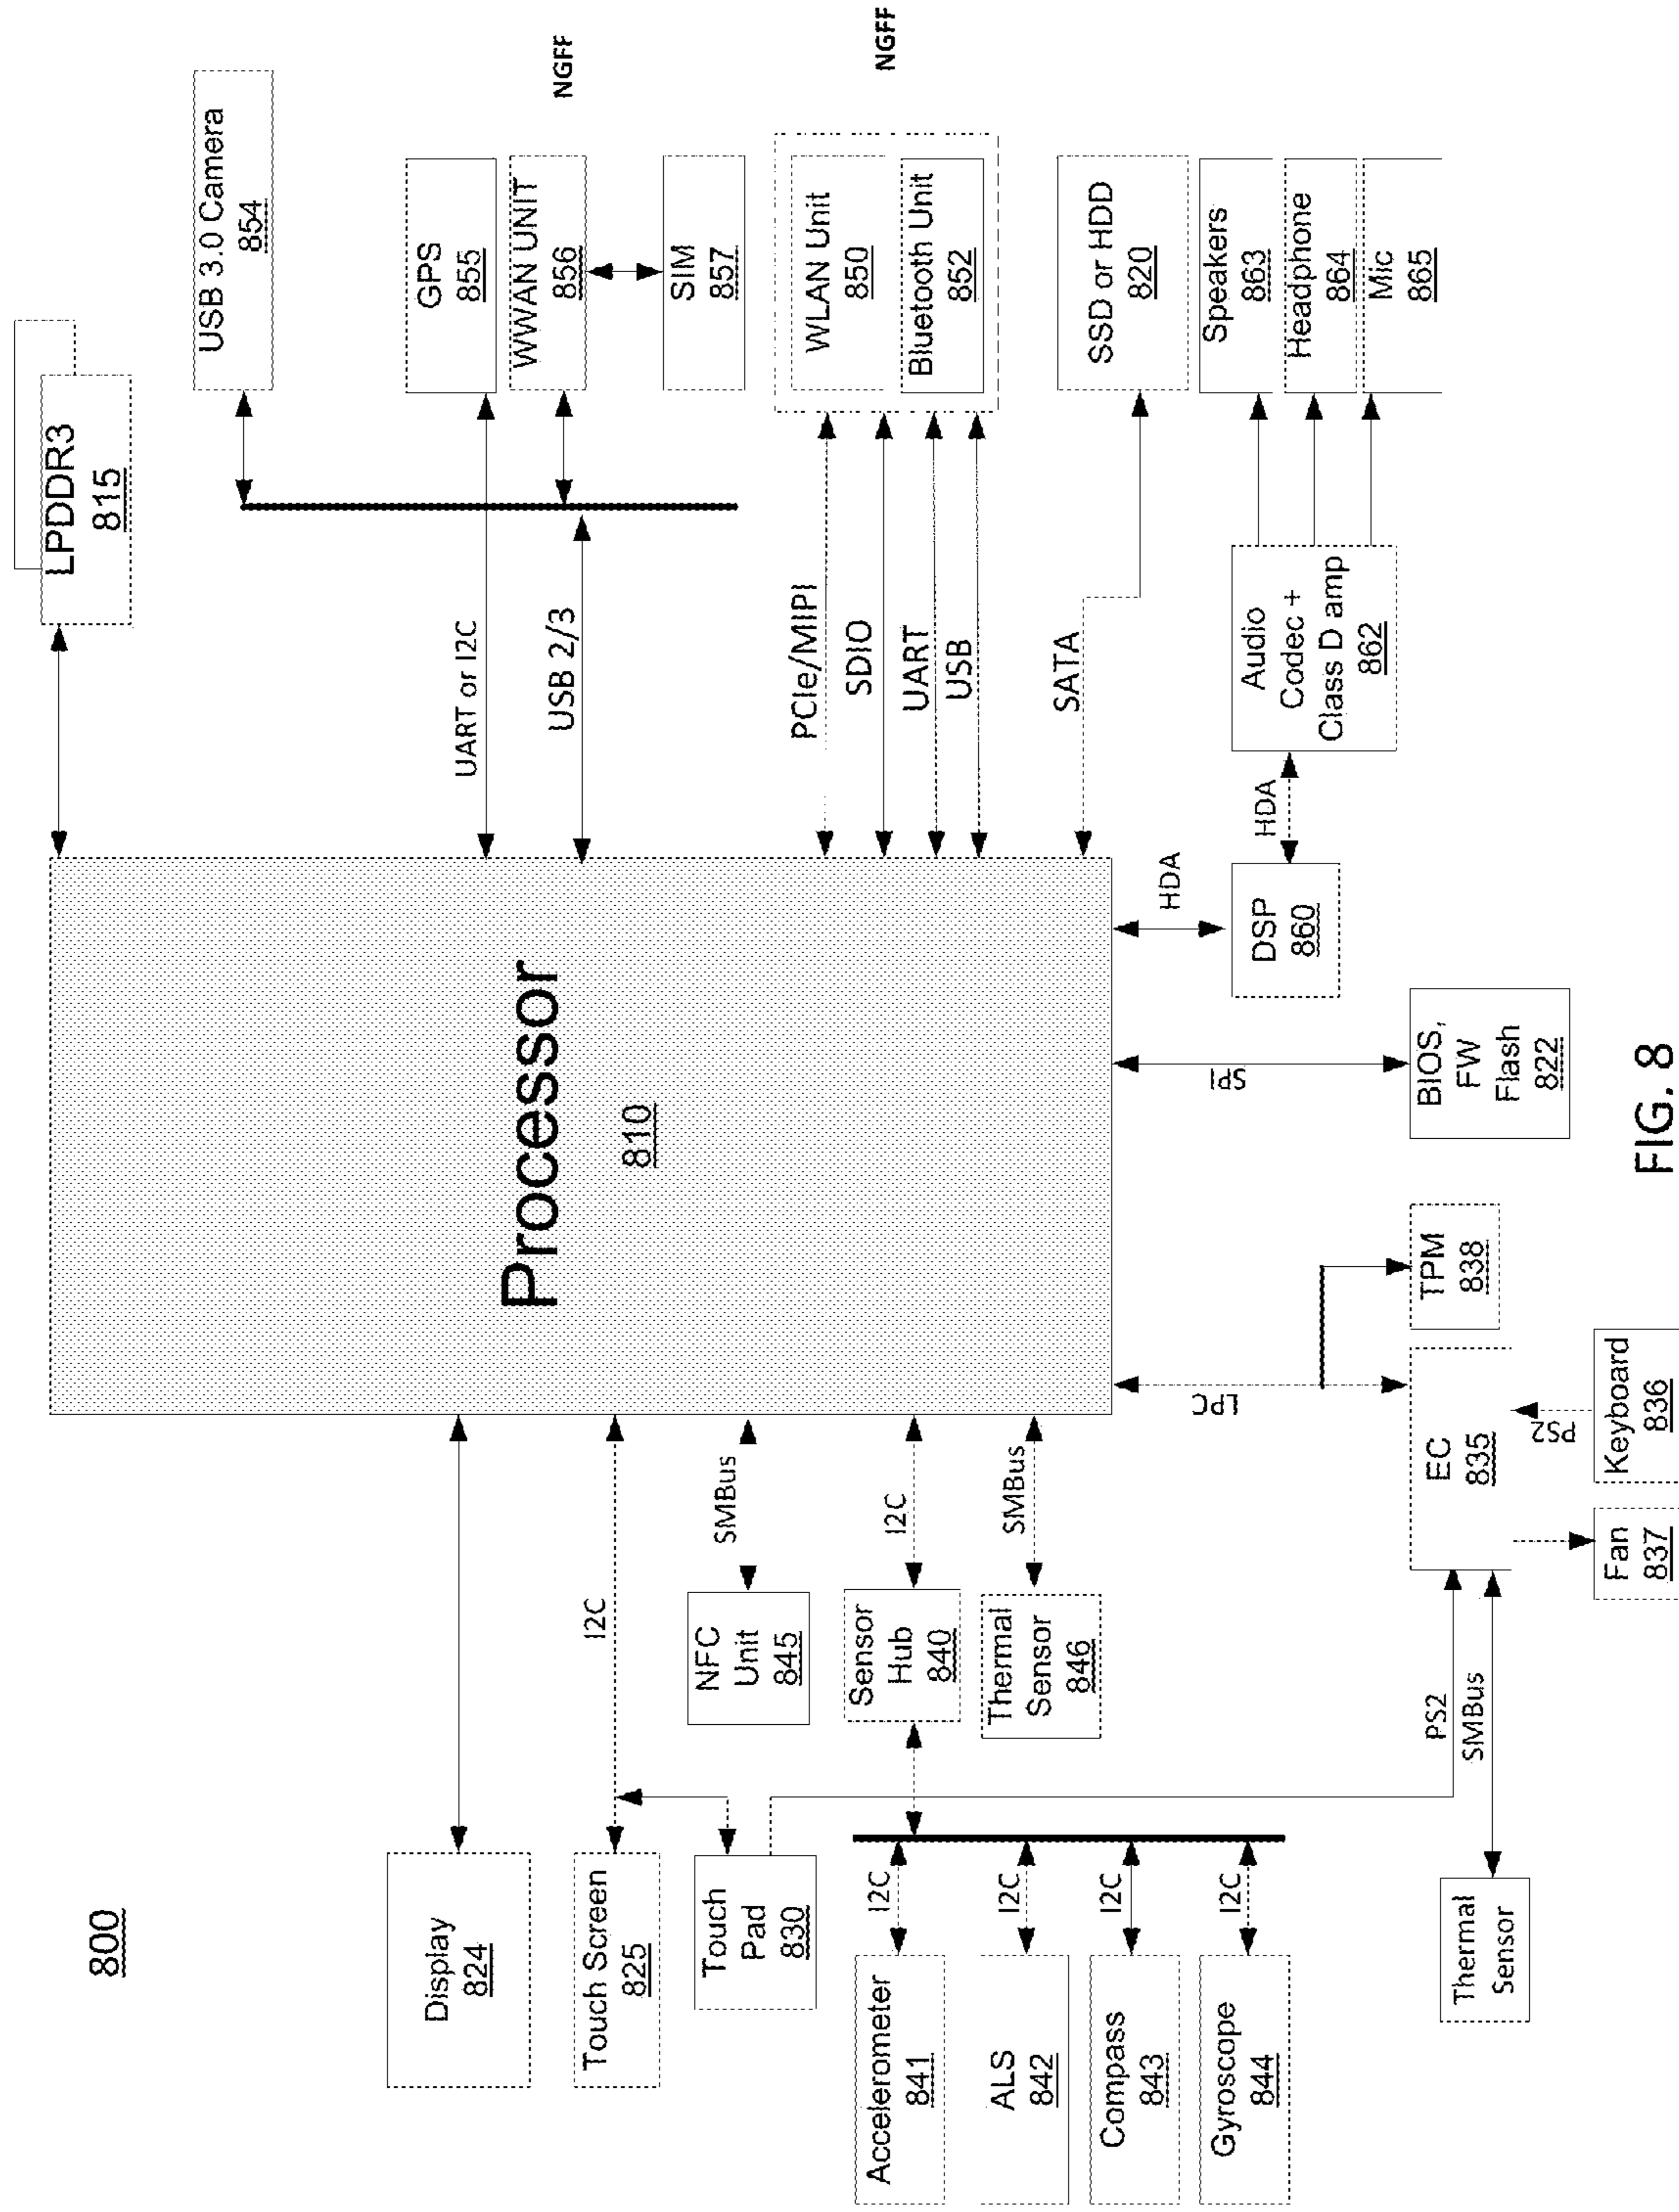 800
LPDDR3
815
USB 3.0 Camera
854
Display
824
GPS
855
UART or I2C
WWAN UNIT
856
NGFF
USB 2/3
SIM
857
Touch Screen
825
I2C
Touch
Pad
830
Processor
810
NFC
Unit
845
SMBus
PCIe/MIPI
SDIO
UART
USB
WLAN Unit
850
Bluetooth Unit
852
NGFF
Accelerometer
841
I2C
ALS
842
I2C
Compass
843
I2C
Gyroscope
844
I2C
Sensor
Hub
840
I2C
Thermal
Sensor
846
SMBus
SATA
SSD or HDD
820
HDA
DSP
860
HDA
Audio
Codec +
Class D amp
862
Speakers
863
Headphone
864
Mic
865
LPC
SPI
PS2
SMBus
Thermal
Sensor
EC
835
TPM
838
BIOS,
FW
Flash
822
PS2
Fan
837
Keyboard
836
FIG. 8